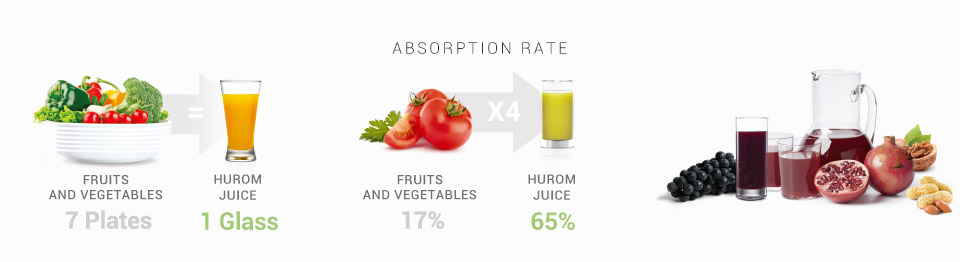 ABSORPTION RATE
=
X4
FRUITS
AND VEGETABLES
7 Plates
HUROM
JUICE
1 Glass
FRUITS
AND VEGETABLES
17%
HUROM
JUICE
65%